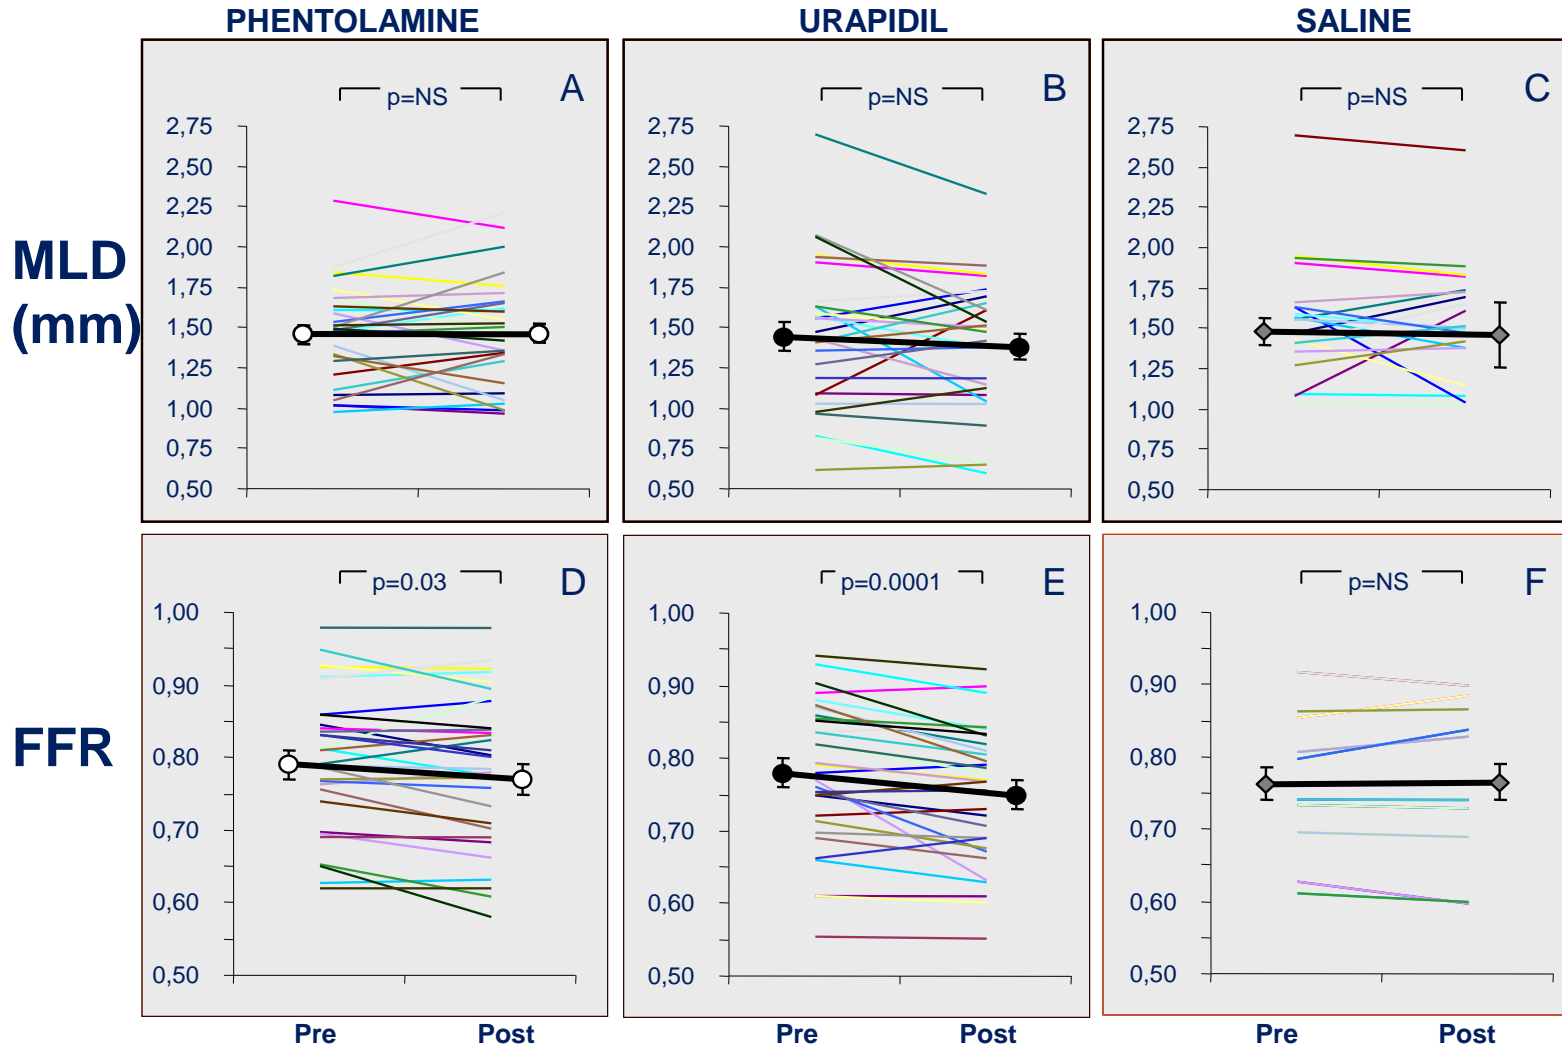 PHENTOLAMINE URAPIDIL SALINE
A B C
p=NS p=NS p=NS
2,75 2,75 2,75
2,50 2,50 2,50
2,25 2,25 2,25
2,00 2,00 2,00
1,75 1,75 1,75
1,50 1,50 1,50
1,25 1,25 1,25
1,00 1,00 1,00
0,75 0,75 0,75
0,50 0,50 0,50
MLD
(mm)
D E F
p=0.03 p=0.0001 p=NS
1,00 1,00 1,00
0,90 0,90 0,90
0,80 0,80 0,80
0,70 0,70 0,70
0,60 0,60 0,60
0,50 0,50 0,50
FFR
Pre Post Pre Post Pre Post